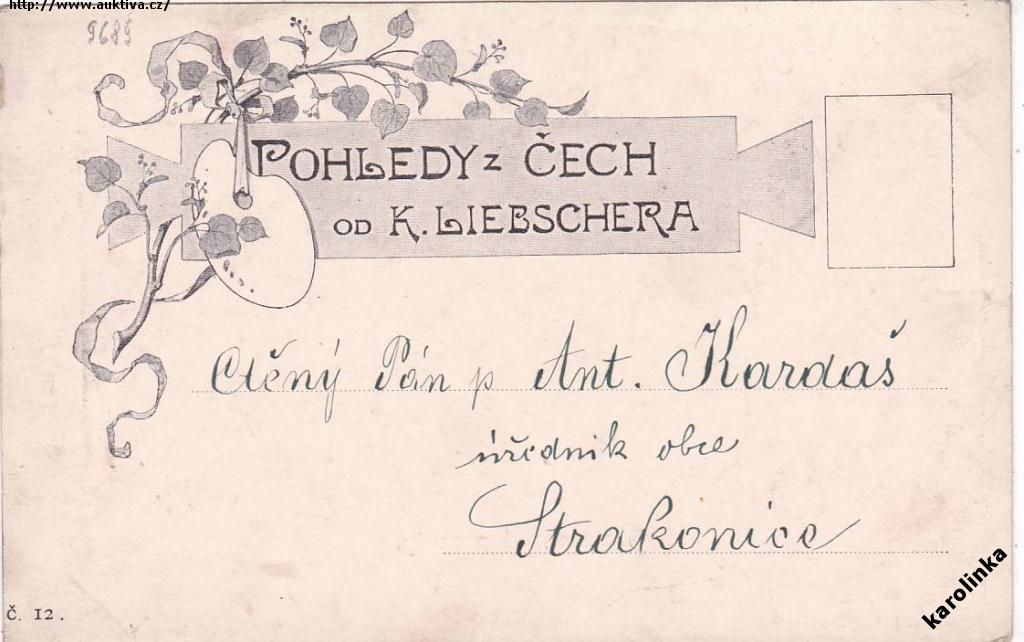 http://www.auktiva.cz/
9689
POHLEDY z ČECH
OD K. LIEBSCHERA
Ctěný Pán p Ant. Kardaš
úředník obce
Strakonice
Č. 12.
karolinka